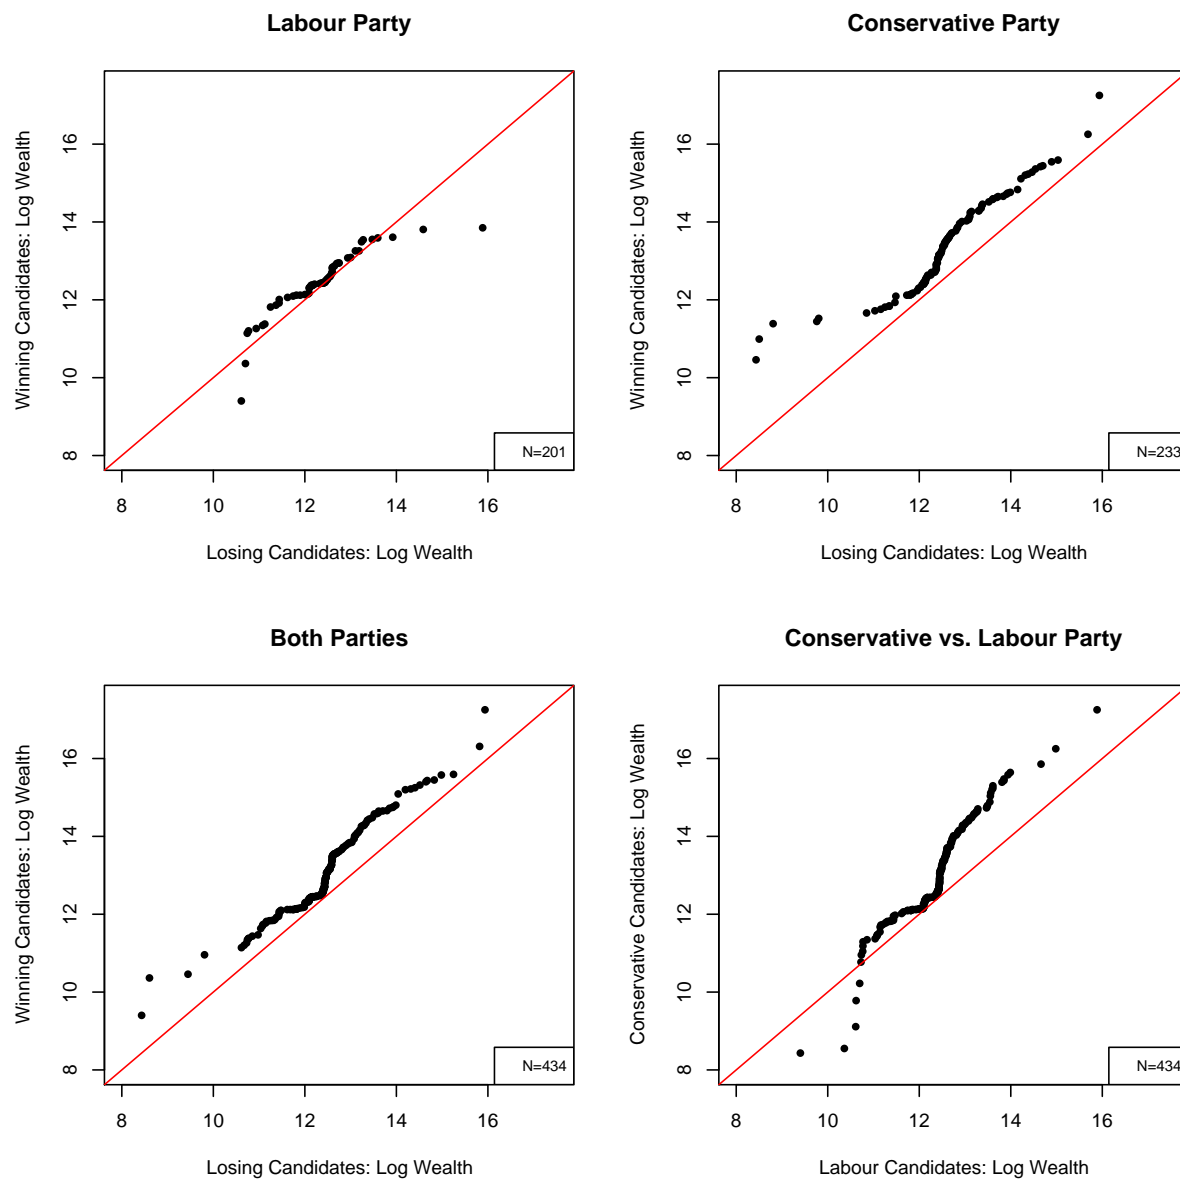 Labour Party
Winning Candidates: Log Wealth
16
14
12
10
8
N=201
8 10 12 14 16
Losing Candidates: Log Wealth
Conservative Party
Winning Candidates: Log Wealth
16
14
12
10
8
N=233
8 10 12 14 16
Losing Candidates: Log Wealth
Both Parties
Winning Candidates: Log Wealth
16
14
12
10
8
N=434
8 10 12 14 16
Losing Candidates: Log Wealth
Conservative vs. Labour Party
Conservative Candidates: Log Wealth
16
14
12
10
8
N=434
8 10 12 14 16
Labour Candidates: Log Wealth